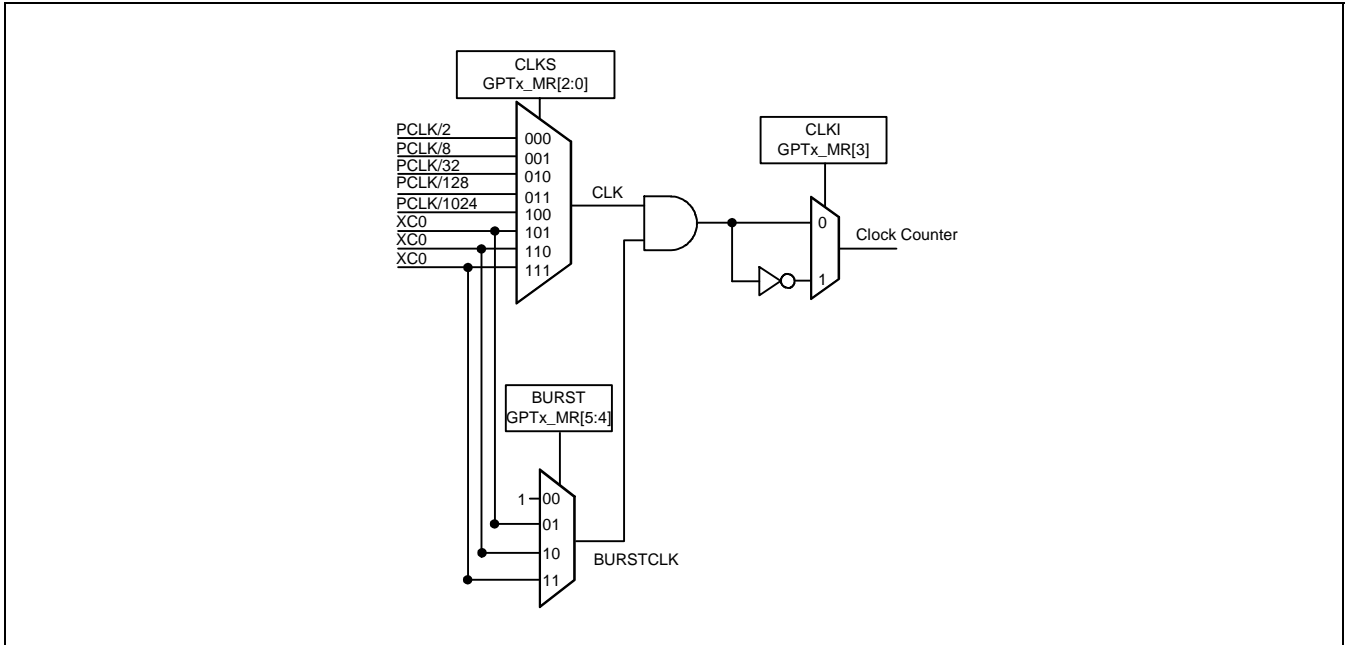 CLKS
GPTx_MR[2:0]
PCLK/2
PCLK/8
PCLK/32
PCLK/128
PCLK/1024
XC0
XC0
XC0
000
001
010
011
100
101
110
111
CLK
CLKI
GPTx_MR[3]
0
1
Clock Counter
BURST
GPTx_MR[5:4]
1
00
01
10
11
BURSTCLK